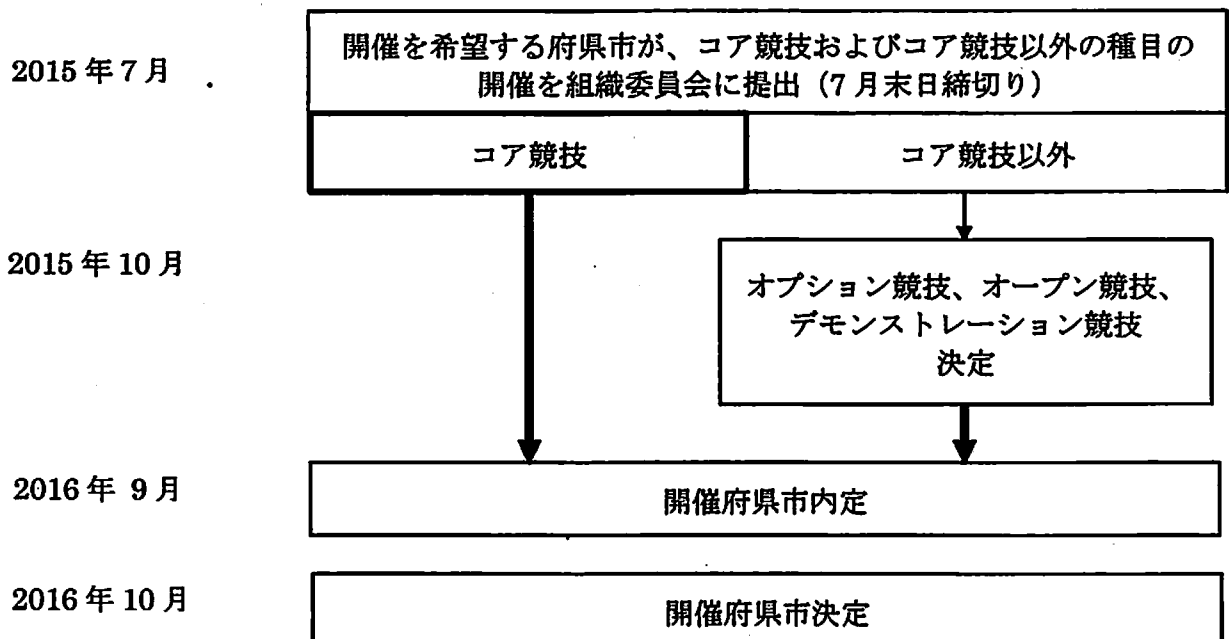 2015年7月
開催を希望する府県市が、コア競技およびコア競技以外の種目の
開催を組織委員会に提出(7月末日締切り)
コア競技
コア競技以外
2015年10月
オプション競技、オープン競技、
デモンストレーション競技
決定
2016年 9月
開催府県市内定
2016年10月
開催府県市決定